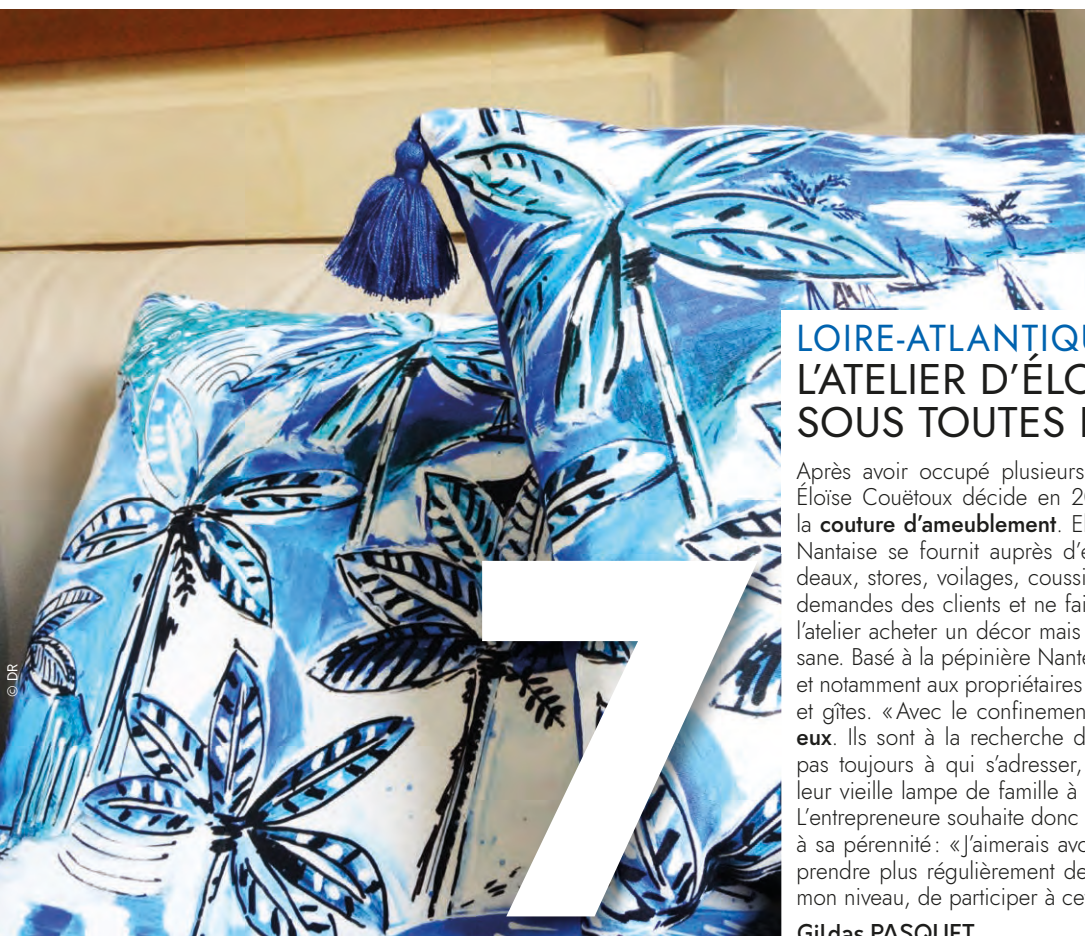 © DR
7
LOIRE-ATLANTIQU
L'ATELIER D'ÉLO
SOUS TOUTES
Après avoir occupé plusieurs
Éloïse Couëtoux décide en 2
la couture d'ameublement. E
Nantaise se fournit auprès d'e
deaux, stores, voilages, coussi
demandes des clients et ne fai
l'atelier acheter un décor mais
sane. Basé à la pépinière Nante
et notamment aux propriétaires
et gîtes. «Avec le confinemen
eux. Ils sont à la recherche d
pas toujours à qui s'adresser,
leur vieille lampe de famille à
L'entrepreneure souhaite donc
à sa pérennité: «J'aimerais avo
prendre plus régulièrement de
mon niveau, de participer à ce
Gildas PASQUET